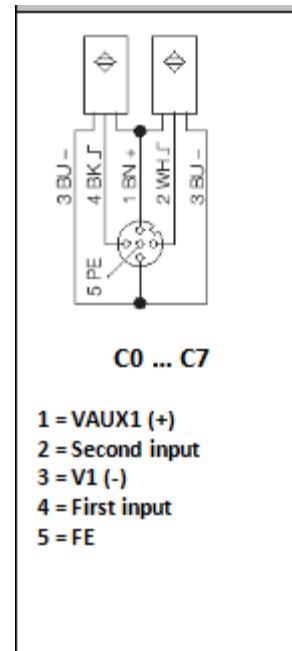 3 BU –
4 BK ⎍
1 BN +
2 WH ⎍
3 BU –
5 PE
C0 ... C7
1 = VAUX1 (+)
2 = Second input
3 = V1 (-)
4 = First input
5 = FE